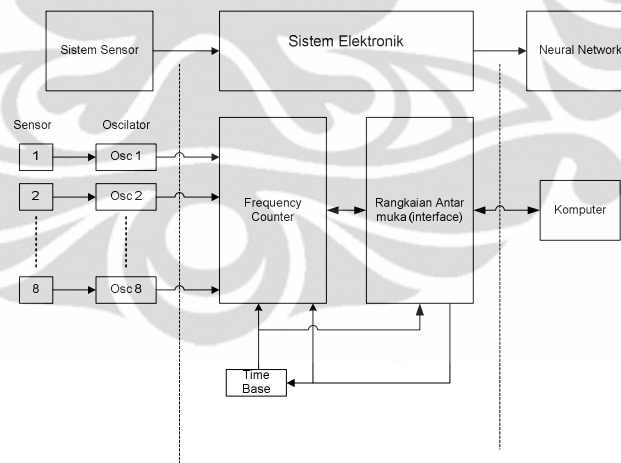 Sistem Sensor
Sistem Elektronik
Neural Network
Sensor
Oscilator
1
Osc 1
2
Osc 2
8
Osc 8
Frequency
Counter
Rangkaian Antar
muka (interface)
Komputer
Time
Base